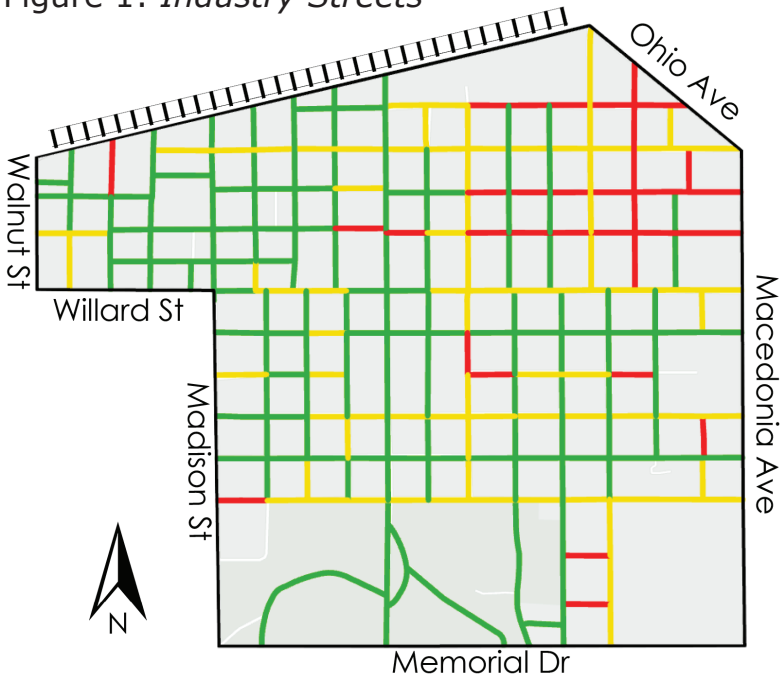 Figure 1: Industry Streets
Ohio Ave
Walnut St
Willard St
Macedonia Ave
Madison St
N
Memorial Dr